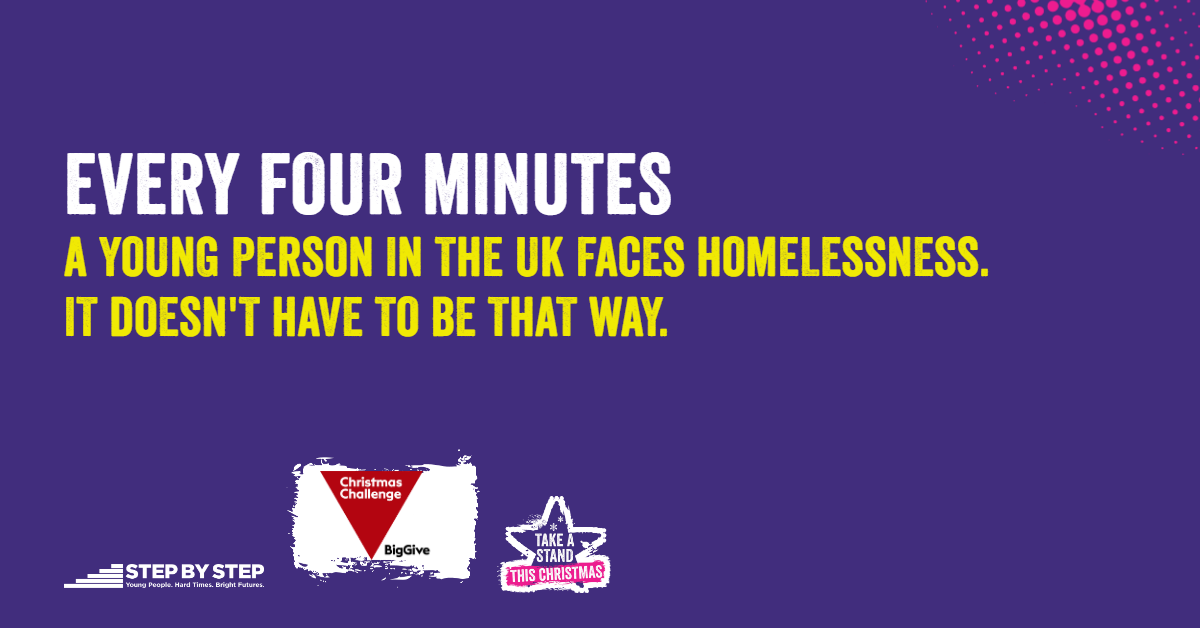 EVERY FOUR MINUTES
A YOUNG PERSON IN THE UK FACES HOMELESSNESS.
IT DOESN'T HAVE TO BE THAT WAY.
Christmas
Challenge
BigGive
TAKE A
STAND
THIS CHRISTMAS
STEP BY STEP
Young People. Hard Times. Bright Futures.